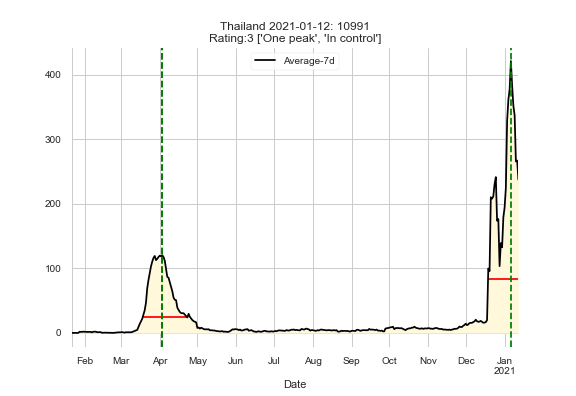 Thailand 2021-01-12: 10991
Rating:3 ['One peak', 'In control']
Average-7d
400
300
200
100
0
Feb Mar Apr May Jun Jul Aug Sep Oct Nov Dec Jan
2021
Date